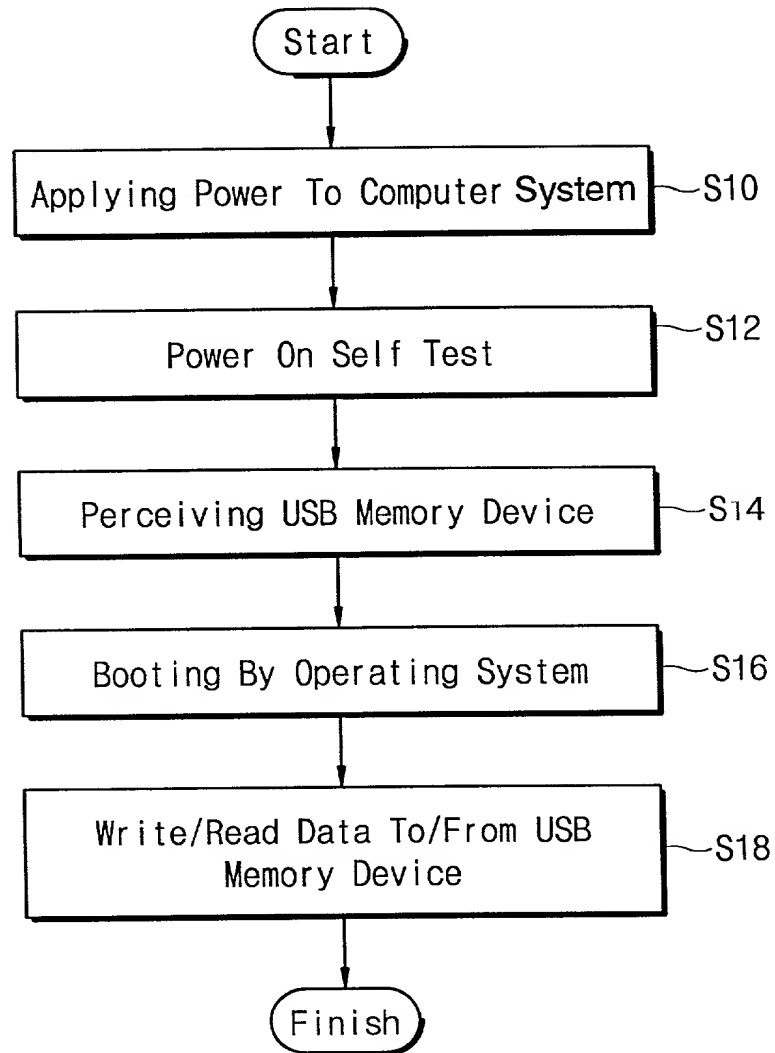 Start
Applying Power To Computer System
S10
Power On Self Test
S12
Perceiving USB Memory Device
S14
Booting By Operating System
S16
Write/Read Data To/From USB
Memory Device
S18
Finish